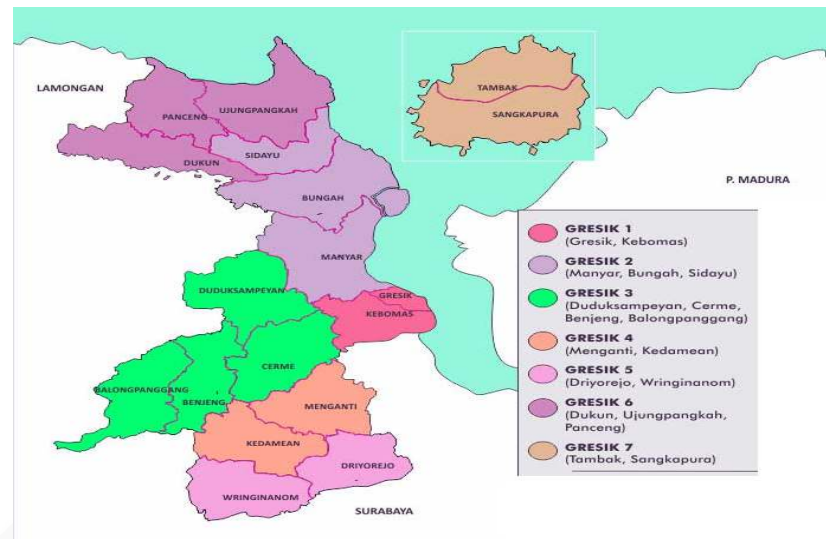 LAMONGAN
PANCENG
UJUNGPANGKAH
SIDAYU
DUKUN
BUNGAH
MANYAR
DUDUKSAMPEYAN
GRESIK
KEBOMAS
CERME
BALONGPANGGANG
BENJENG
MENGANTI
KEDAMEAN
DRIYOREJO
WRINGINANOM
SURABAYA
TAMBAK
SANGKAPURA
P. MADURA
GRESIK 1
(Gresik, Kebomas)
GRESIK 2
(Manyar, Bungah, Sidayu)
GRESIK 3
(Duduksampeyan, Cerme,
Benjeng, Balongpanggang)
GRESIK 4
(Menganti, Kedamean)
GRESIK 5
(Driyorejo, Wringinanom)
GRESIK 6
(Dukun, Ujungpangkah,
Panceng)
GRESIK 7
(Tambak, Sangkapura)